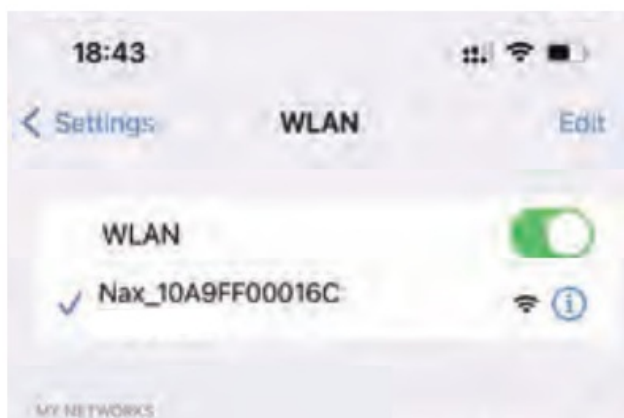 18:43
Settings WLAN Edit
WLAN
Nax_10A9FF00016C
MY NETWORKS